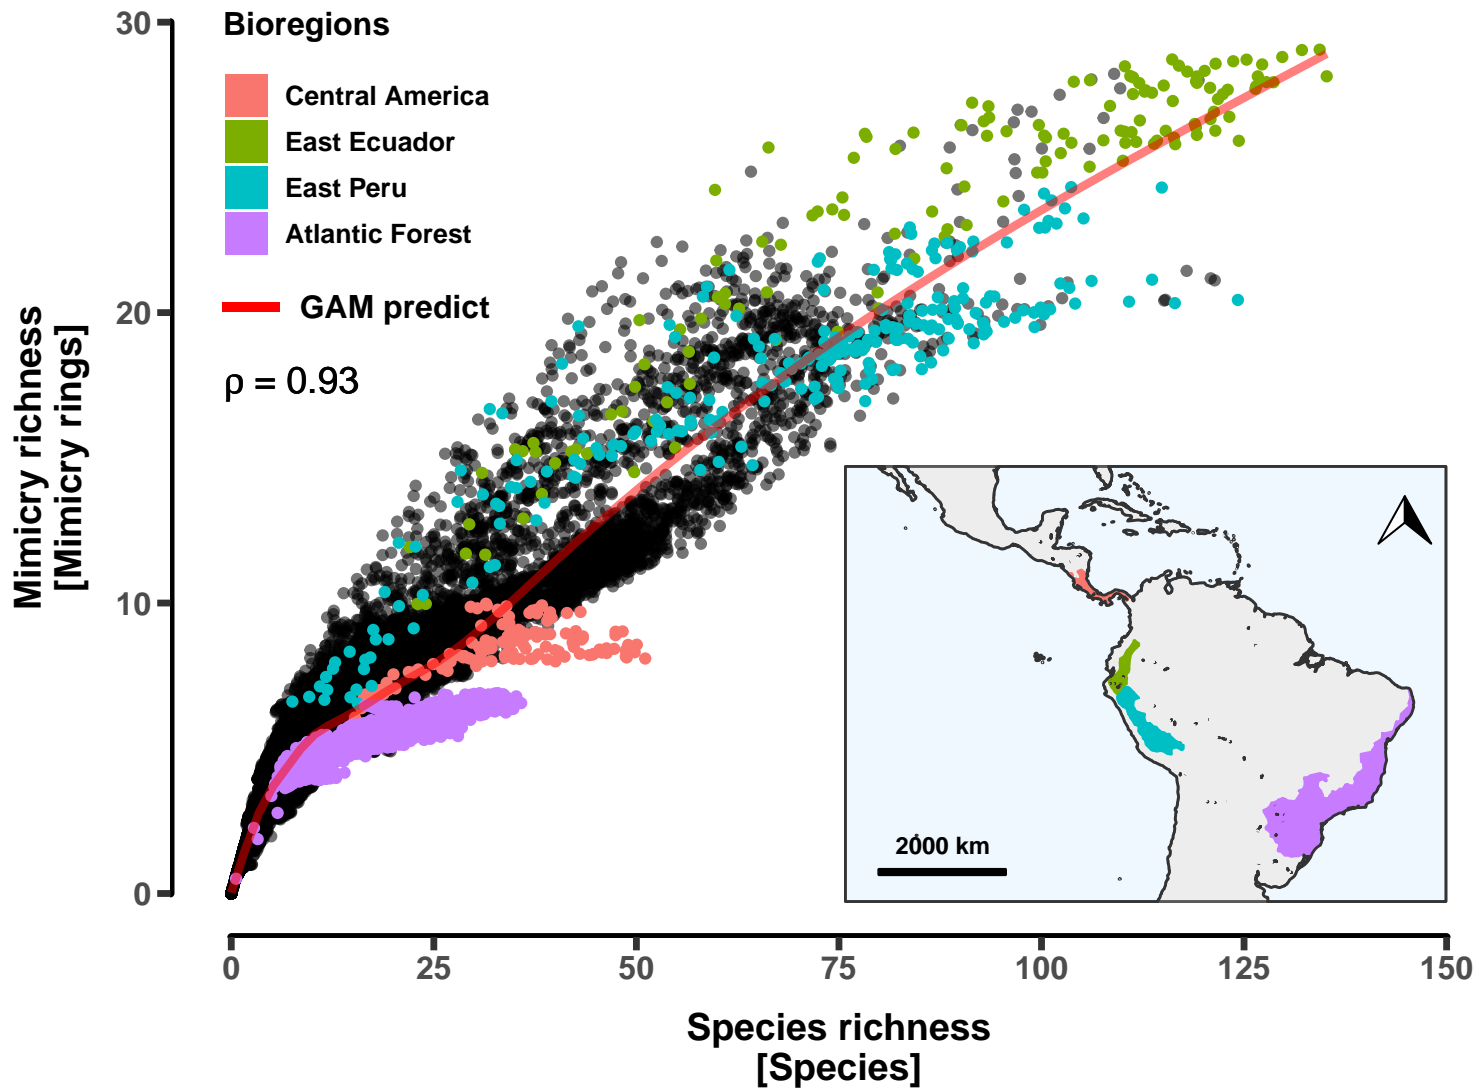 Bioregions
Central America
East Ecuador
East Peru
Atlantic Forest
GAM predict
ρ = 0.93
30
20
10
0
Mimicry richness
[Mimicry rings]
2000 km
0
25
50
75
100
125
150
Species richness
[Species]